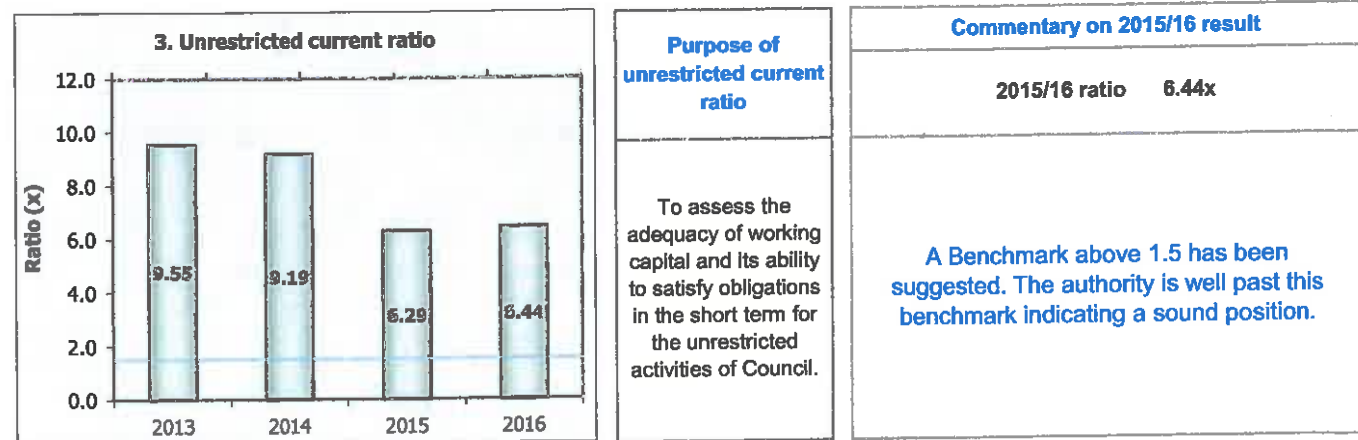 3. Unrestricted current ratio
12.0
10.0
8.0
6.0
4.0
2.0
0.0
Ratio (x)
9.55
9.19
6.29
6.44
2013
2014
2015
2016
Purpose of
unrestricted current
ratio
To assess the
adequacy of working
capital and its ability
to satisfy obligations
in the short term for
the unrestricted
activities of Council.
Commentary on 2015/16 result
2015/16 ratio 6.44x
A Benchmark above 1.5 has been
suggested. The authority is well past this
benchmark indicating a sound position.